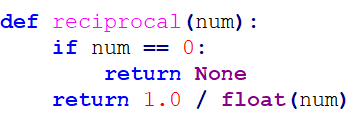 def reciprocal(num):
    if num == 0:
        return None
    return 1.0 / float(num)